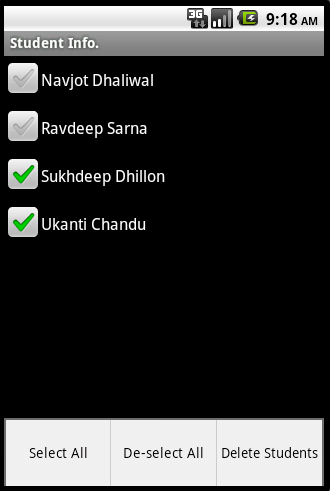 3G 9:18 AM
Student Info.
Navjot Dhaliwal
Ravdeep Sarna
Sukhdeep Dhillon
Ukanti Chandu
Select All De-select All Delete Students